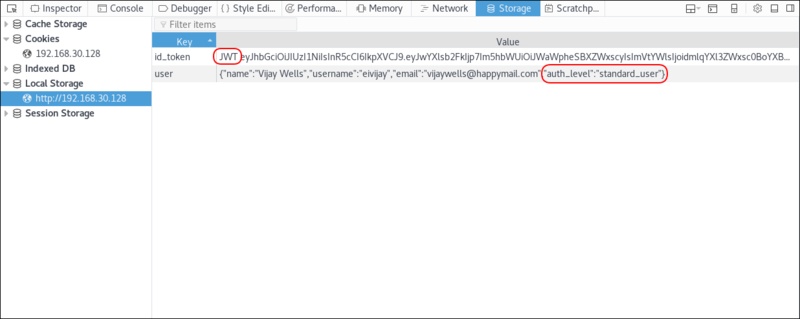 Inspector Console Debugger Style Edi... Performa... Memory Network Storage Scratchp...
Cache Storage
Cookies
192.168.30.128
Indexed DB
Local Storage
http://192.168.30.128
Session Storage
Filter items
Key Value
id_token JWT
user {"name":"Vijay Wells","username":"eivijay","email":"vijaywells@happymail.com" "auth_level":"standard_user"}